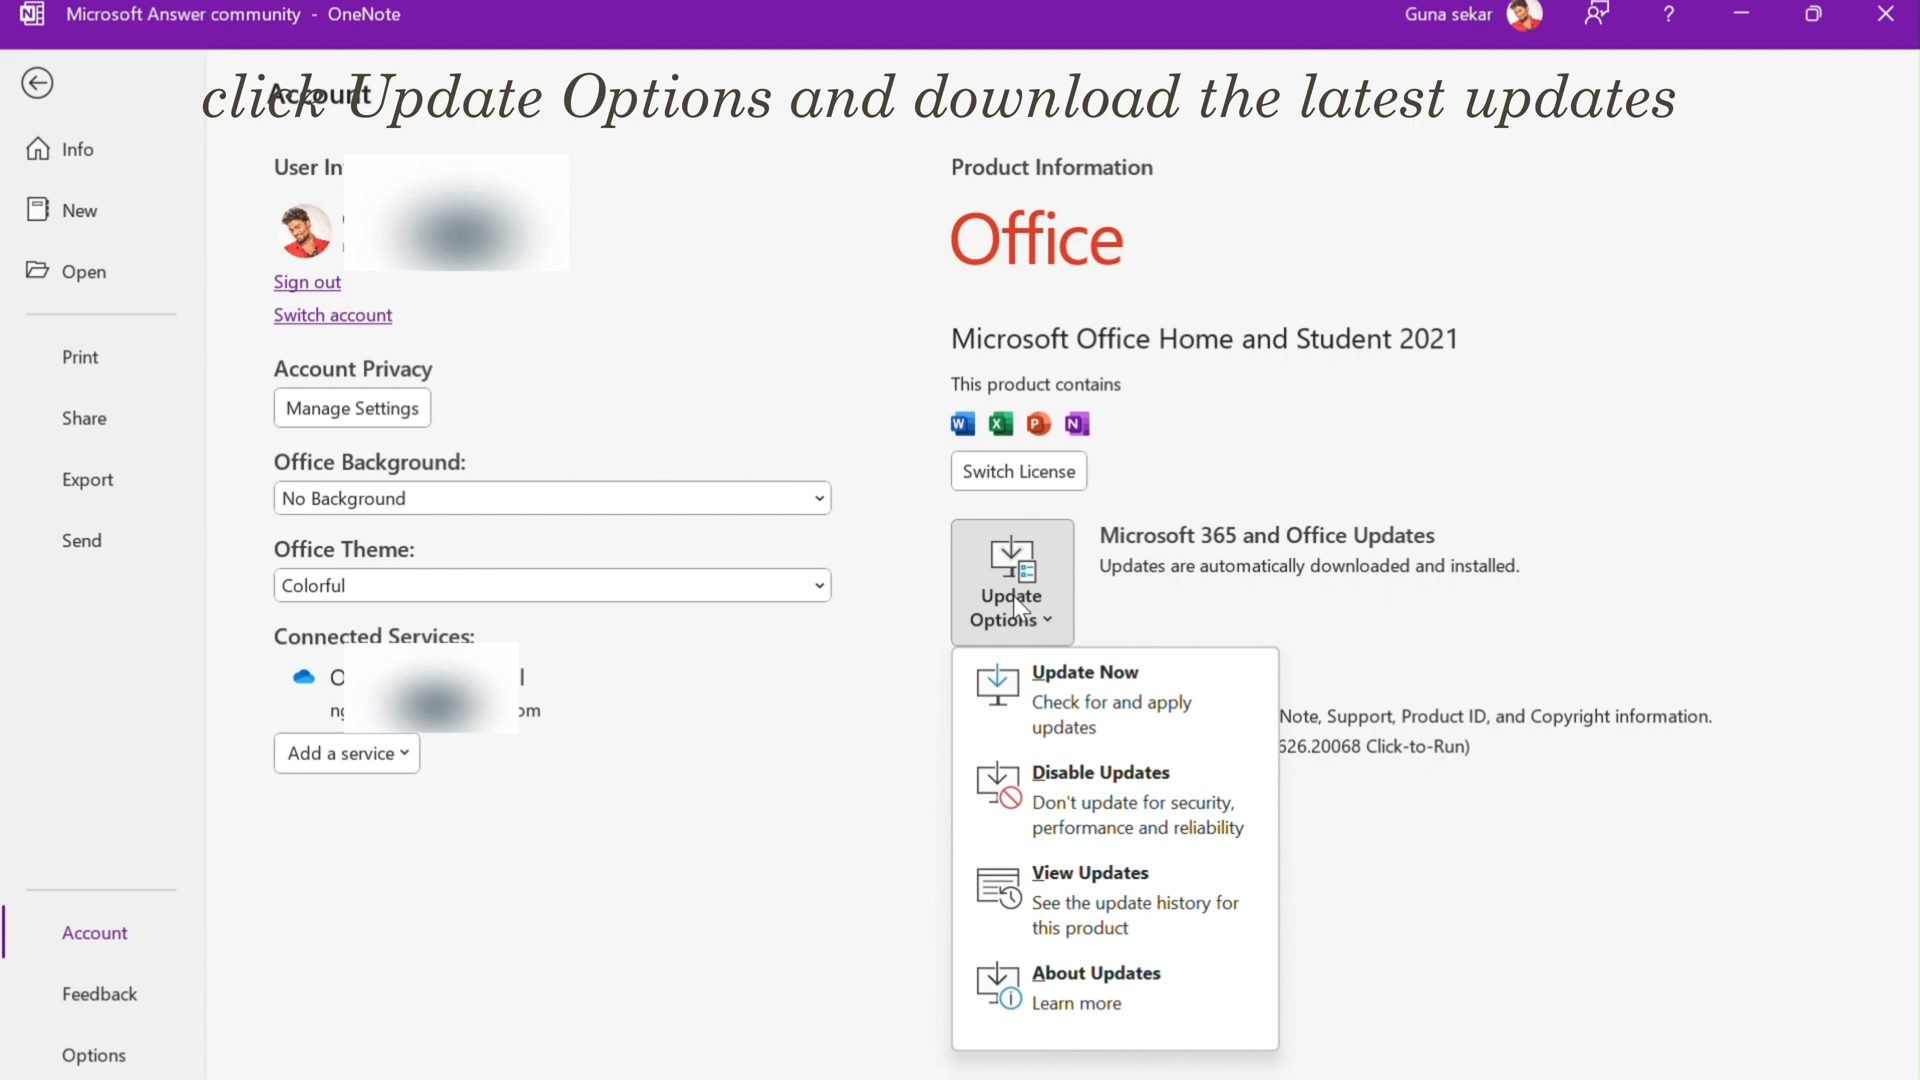 Microsoft Answer community - OneNote
Guna sekar
?
click Update Options and download the latest updates
Account
Info
New
Open
Print
Share
Export
Send
Account
Feedback
Options
User In
Sign out
Switch account
Account Privacy
Manage Settings
Office Background:
No Background
Office Theme:
Colorful
Connected Services:
Add a service
Product Information
Office
Microsoft Office Home and Student 2021
This product contains
W X P N
Switch License
Update
Options
Microsoft 365 and Office Updates
Updates are automatically downloaded and installed.
Update Now
Check for and apply
updates
Disable Updates
Don't update for security,
performance and reliability
View Updates
See the update history for
this product
About Updates
Learn more
Note, Support, Product ID, and Copyright information.
626.20068 Click-to-Run)